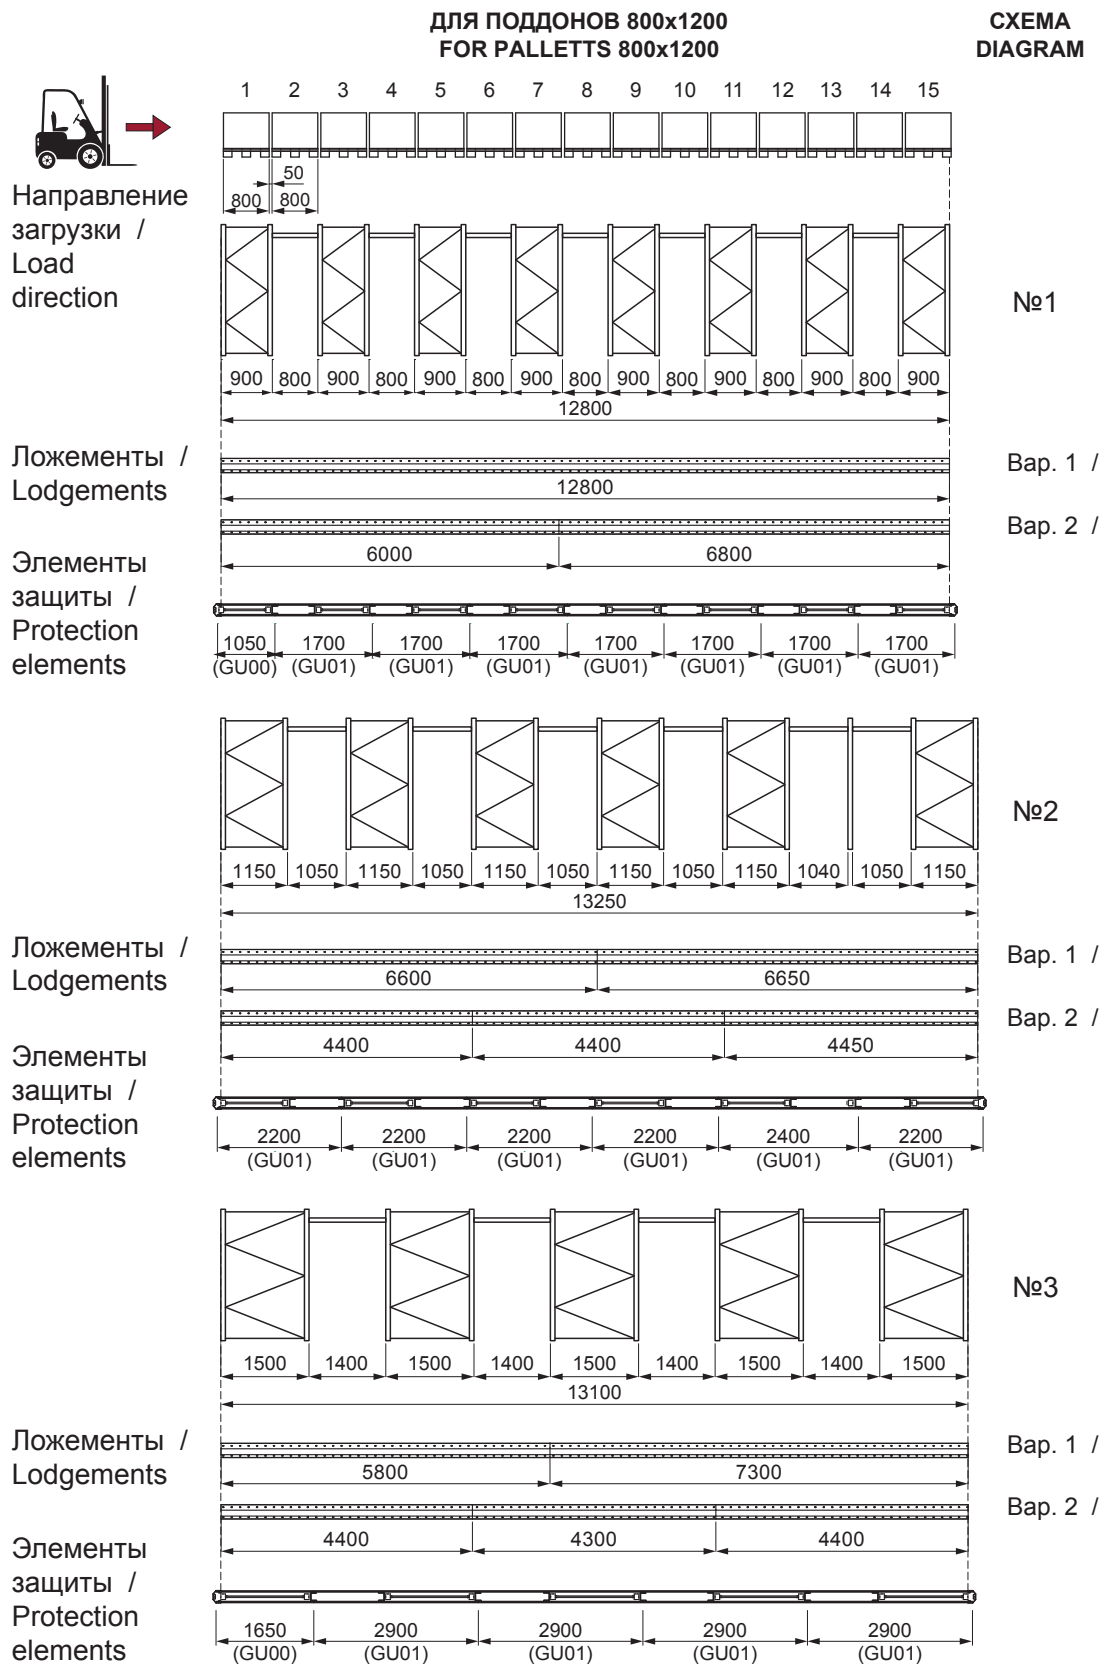 ДЛЯ ПОДДОНОВ 800x1200
FOR PALLETTS 800x1200
СХЕМА
DIAGRAM
1 2 3 4 5 6 7 8 9 10 11 12 13 14 15
50
800 800
Направление
загрузки /
Load
direction
№1
900 800 900 800 900 800 900 800 900 800 900 800 900 800 900
12800
Ложементы /
Lodgements
Вар. 1 /
12800
Вар. 2 /
6000 6800
Элементы
защиты /
Protection
elements
1050 1700 1700 1700 1700 1700 1700 1700
(GU00) (GU01) (GU01) (GU01) (GU01) (GU01) (GU01) (GU01)
№2
1150 1050 1150 1050 1150 1050 1150 1050 1150 1040 1050 1150
13250
Ложементы /
Lodgements
Вар. 1 /
6600 6650
Вар. 2 /
4400 4400 4450
Элементы
защиты /
Protection
elements
2200 2200 2200 2200 2400 2200
(GU01) (GU01) (GU01) (GU01) (GU01) (GU01)
№3
1500 1400 1500 1400 1500 1400 1500 1400 1500
13100
Ложементы /
Lodgements
Вар. 1 /
5800 7300
Вар. 2 /
4400 4300 4400
Элементы
защиты /
Protection
elements
1650 2900 2900 2900 2900
(GU00) (GU01) (GU01) (GU01) (GU01)